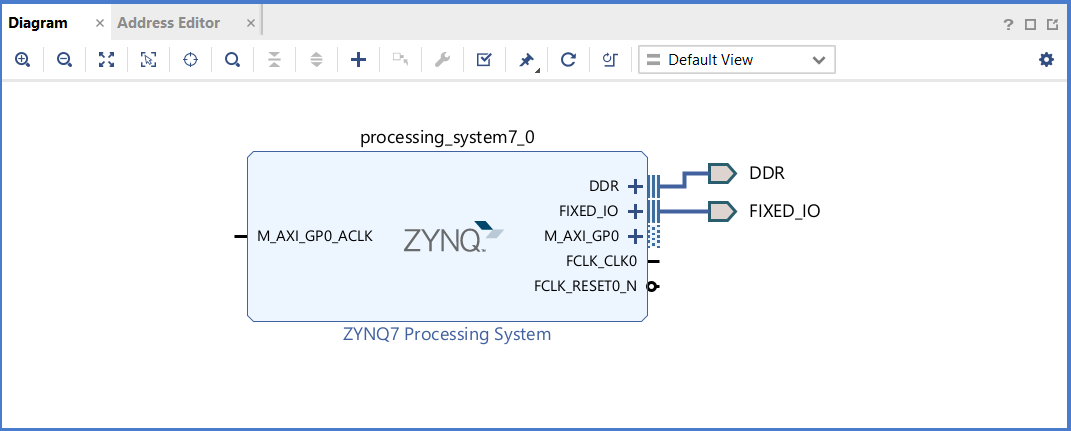 Diagram × Address Editor × ? 
Default View
processing_system7_0
DDR
DDR
FIXED_IO
FIXED_IO
M_AXI_GP0_ACLK
ZYNQ
M_AXI_GP0
FCLK_CLK0
FCLK_RESET0_N
ZYNQ7 Processing System